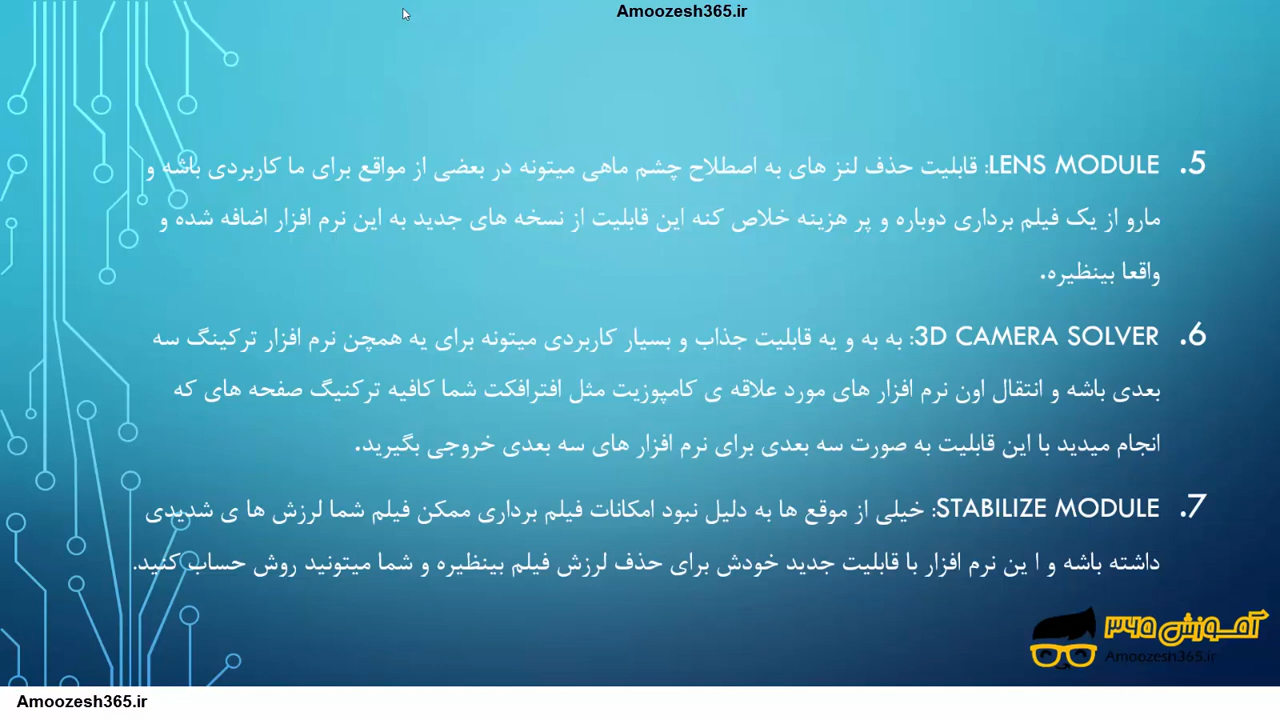 Amoozesh365.ir
5. LENS MODULE: قابلیت حذف لنز های به اصطلاح چشم ماهی میتونه در بعضی از مواقع برای ما کاربردی باشه و
مارو از یک فیلم برداری دوباره و پر هزینه خلاص کنه این قابلیت از نسخه های جدید به این نرم افزار اضافه شده و
واقعا بینظیره.
6. 3D CAMERA SOLVER: به به و یه قابلیت جذاب و بسیار کاربردی میتونه برای یه همچن نرم افزار ترکینگ سه
بعدی باشه و انتقال اون نرم افزار های مورد علاقه ی کامپوزیت مثل افترافکت شما کافیه ترکنیگ صفحه های که
انجام میدید با این قابلیت به صورت سه بعدی برای نرم افزار های سه بعدی خروجی بگیرید.
7. STABILIZE MODULE: خیلی از موقع ها به دلیل نبود امکانات فیلم برداری ممکن فیلم شما لرزش ها ی شدیدی
داشته باشه و ا ین نرم افزار با قابلیت جدید خودش برای حذف لرزش فیلم بینظیره و شما میتونید روش حساب کنید.
آموزش ۳۶۵
Amoozesh365.ir
Amoozesh365.ir